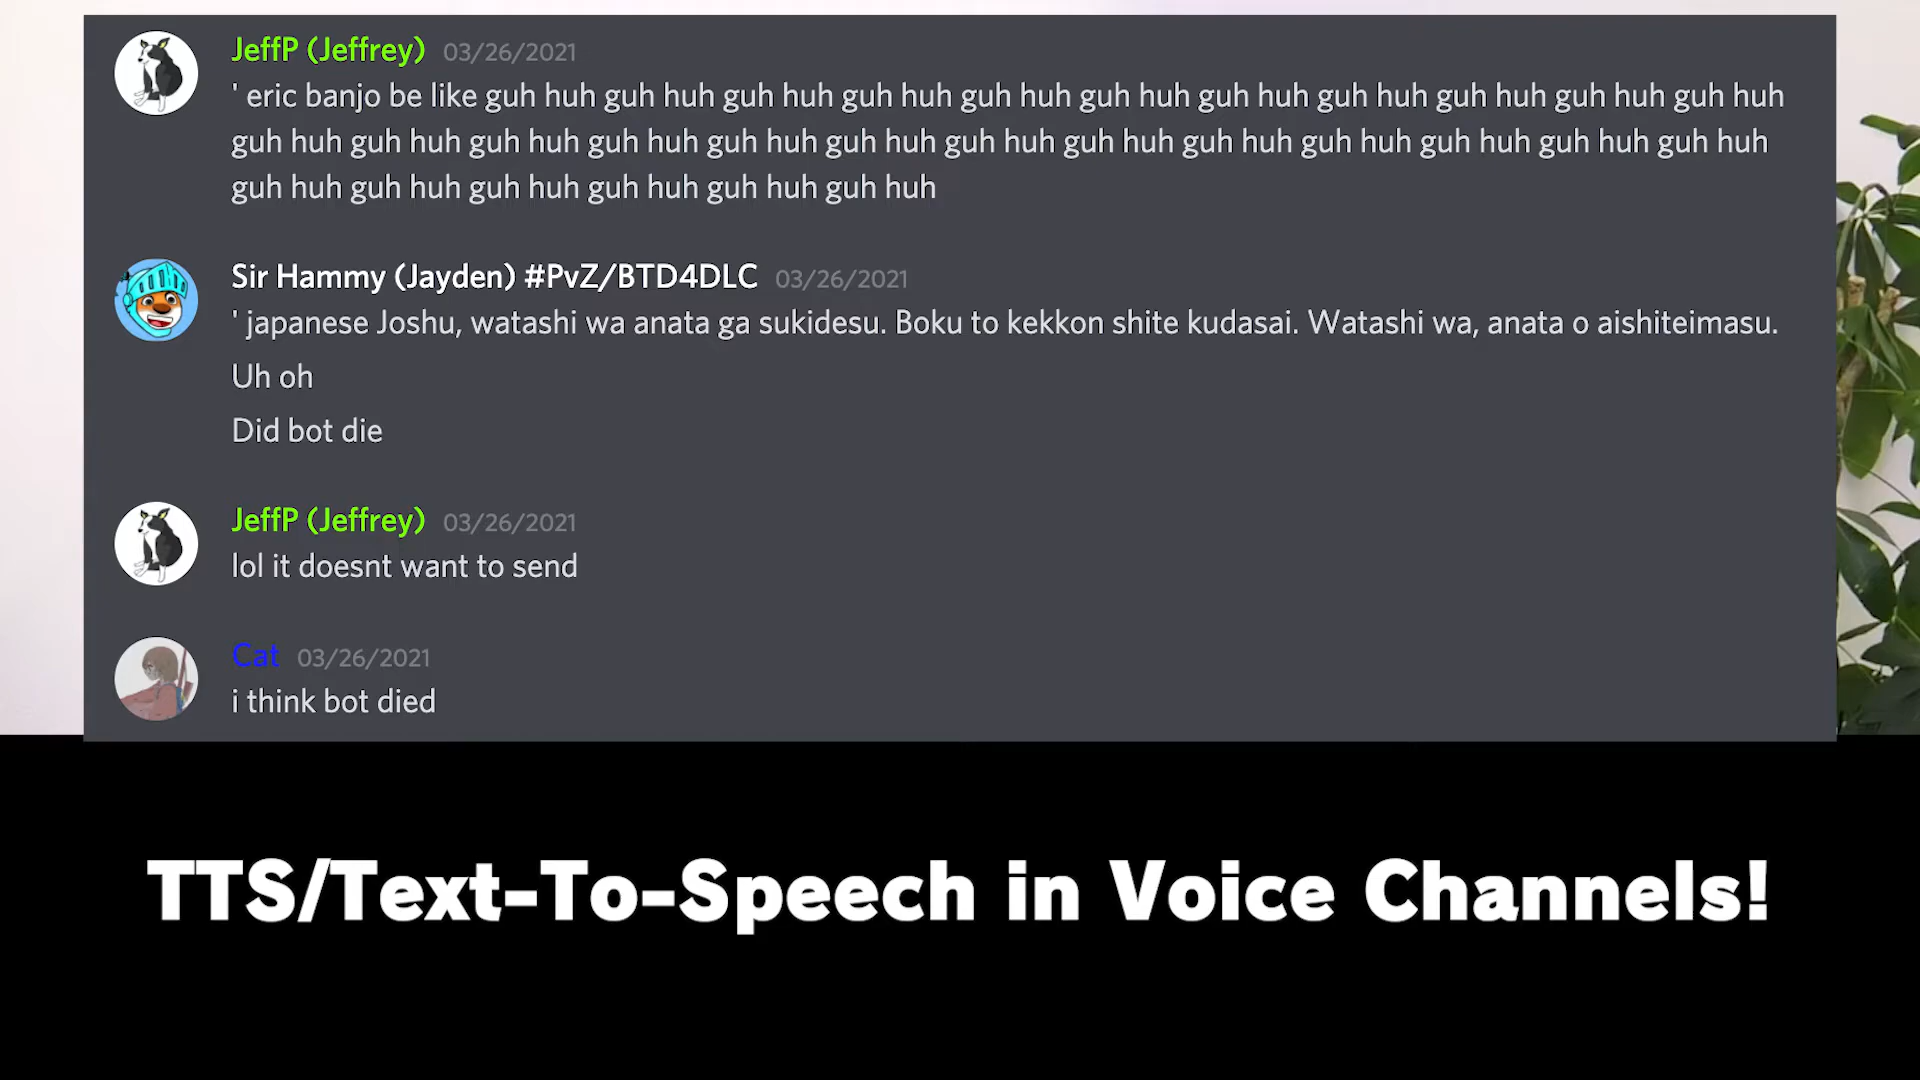 JeffP (Jeffrey) 03/26/2021
' eric banjo be like guh huh guh huh guh huh guh huh guh huh guh huh guh huh guh huh guh huh guh huh guh huh
guh huh guh huh guh huh guh huh guh huh guh huh guh huh guh huh guh huh guh huh guh huh guh huh guh huh
guh huh guh huh guh huh guh huh guh huh guh huh
Sir Hammy (Jayden) #PvZ/BTD4DLC 03/26/2021
' japanese Joshu, watashi wa anata ga sukidesu. Boku to kekkon shite kudasai. Watashi wa, anata o aishiteimasu.
Uh oh
Did bot die
JeffP (Jeffrey) 03/26/2021
lol it doesnt want to send
Cat 03/26/2021
i think bot died
TTS/Text-To-Speech in Voice Channels!